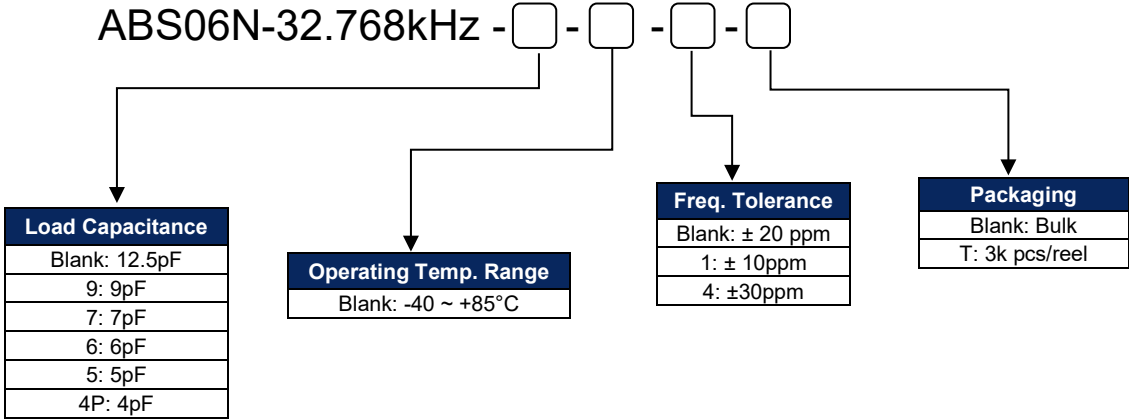 ABS06N-32.768kHz - - - -
Load Capacitance
Blank: 12.5pF
9: 9pF
7: 7pF
6: 6pF
5: 5pF
4P: 4pF
Operating Temp. Range
Blank: -40 ~ +85°C
Freq. Tolerance
Blank: ± 20 ppm
1: ± 10ppm
4: ±30ppm
Packaging
Blank: Bulk
T: 3k pcs/reel